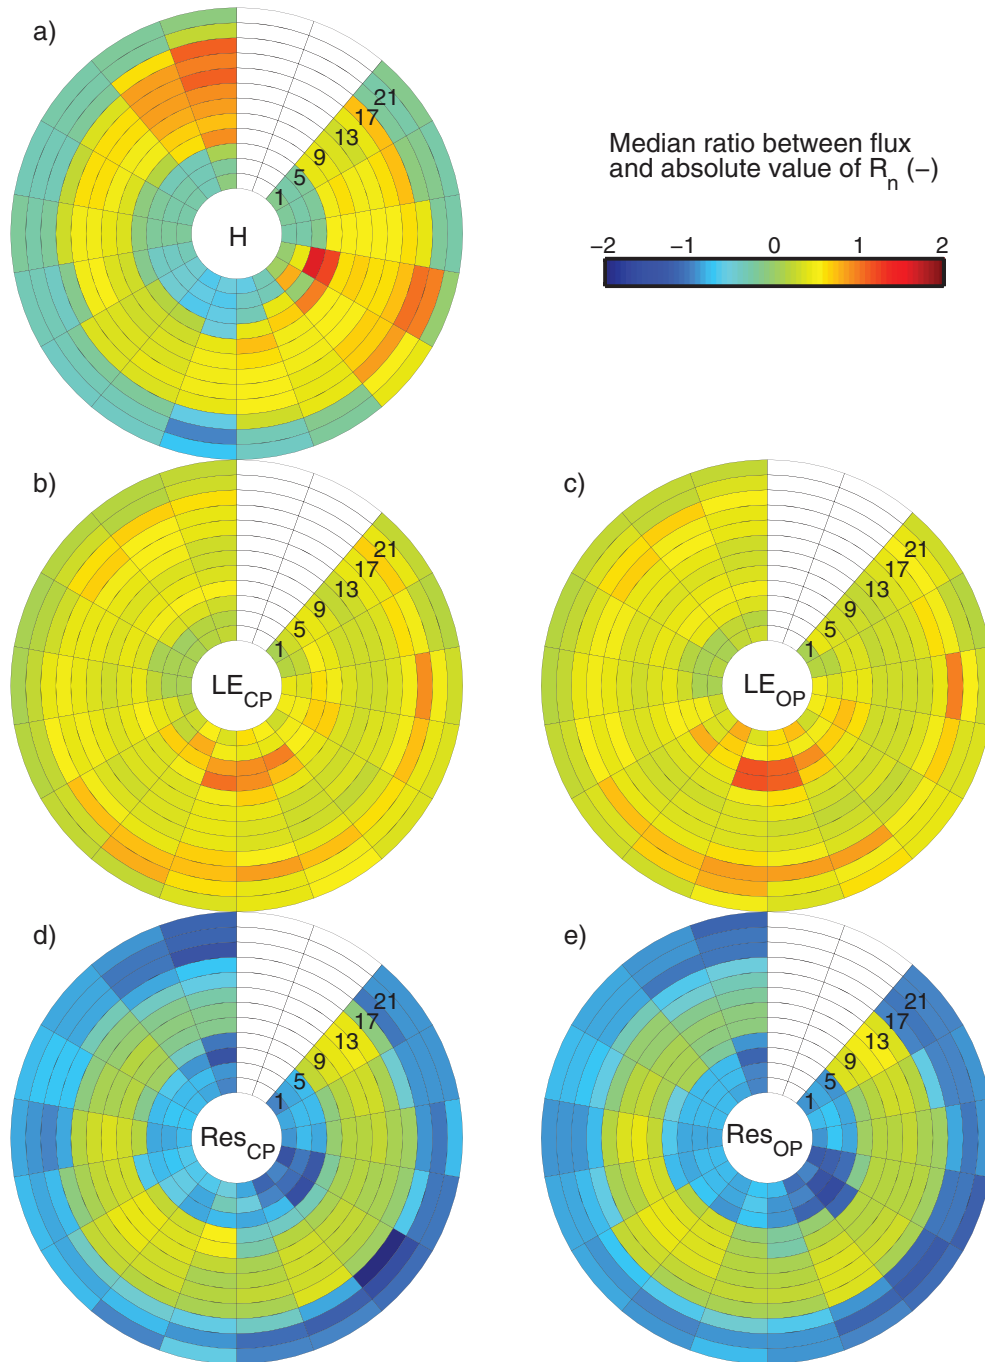 a)
21
17
13
9
5
1
H
Median ratio between flux
and absolute value of Rn (−)
−2 −1 0 1 2
b)
21
17
13
9
5
1
LECP
c)
21
17
13
9
5
1
LEOP
d)
21
17
13
9
5
1
ResCP
e)
21
17
13
9
5
1
ResOP